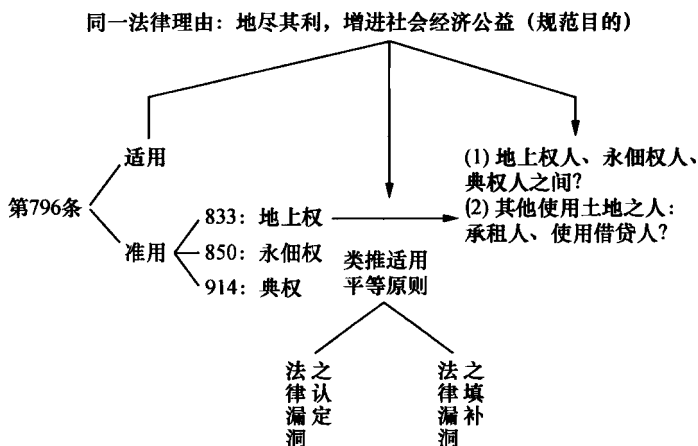 同一法律理由：地尽其利，增进社会经济公益（规范目的）
适用
第796条
准用
833：地上权
850：永佃权
914：典权
(1) 地上权人、永佃权人、
典权人之间？
(2) 其他使用土地之人：
承租人、使用借贷人？
类推适用
平等原则
法律漏洞
之认定
法律漏洞
之填补